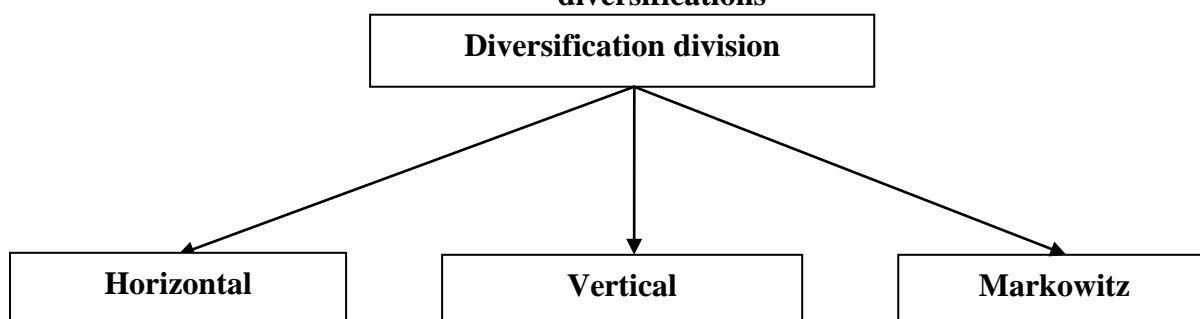 diversifications
Diversification division
Horizontal
Vertical
Markowitz